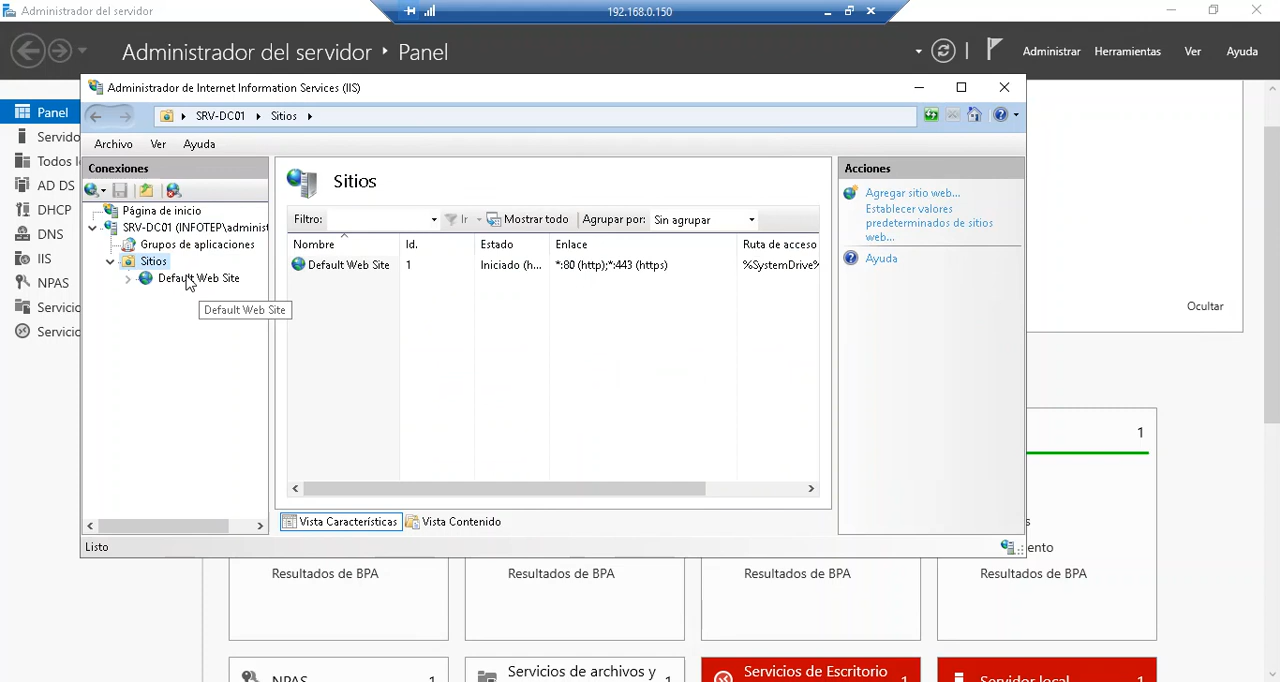 Administrador del servidor
192.168.0.150
Administrador del servidor ‣ Panel
Administrar
Herramientas
Ver
Ayuda
Administrador de Internet Information Services (IIS)
SRV-DC01
Sitios
Archivo
Ver
Ayuda
Panel
Servido
Todos l
AD DS
DHCP
DNS
IIS
NPAS
Servicio
Servicio
Conexiones
Página de inicio
SRV-DC01 (INFOTEP\administ
Grupos de aplicaciones
Sitios
Default Web Site
Default Web Site
Sitios
Filtro:
Ir
Mostrar todo
Agrupar por:
Sin agrupar
Nombre
Id.
Estado
Enlace
Ruta de acceso
Default Web Site
1
Iniciado (h...
*:80 (http);*:443 (https)
%SystemDrive%
Vista Características
Vista Contenido
Acciones
Agregar sitio web...
Establecer valores
predeterminados de sitios
web...
Ayuda
Listo
Ocultar
1
Resultados de BPA
Resultados de BPA
Resultados de BPA
ento
Resultados de BPA
NPAS
1
Servicios de archivos y
1
Servicios de Escritorio
1
Servidor local
1